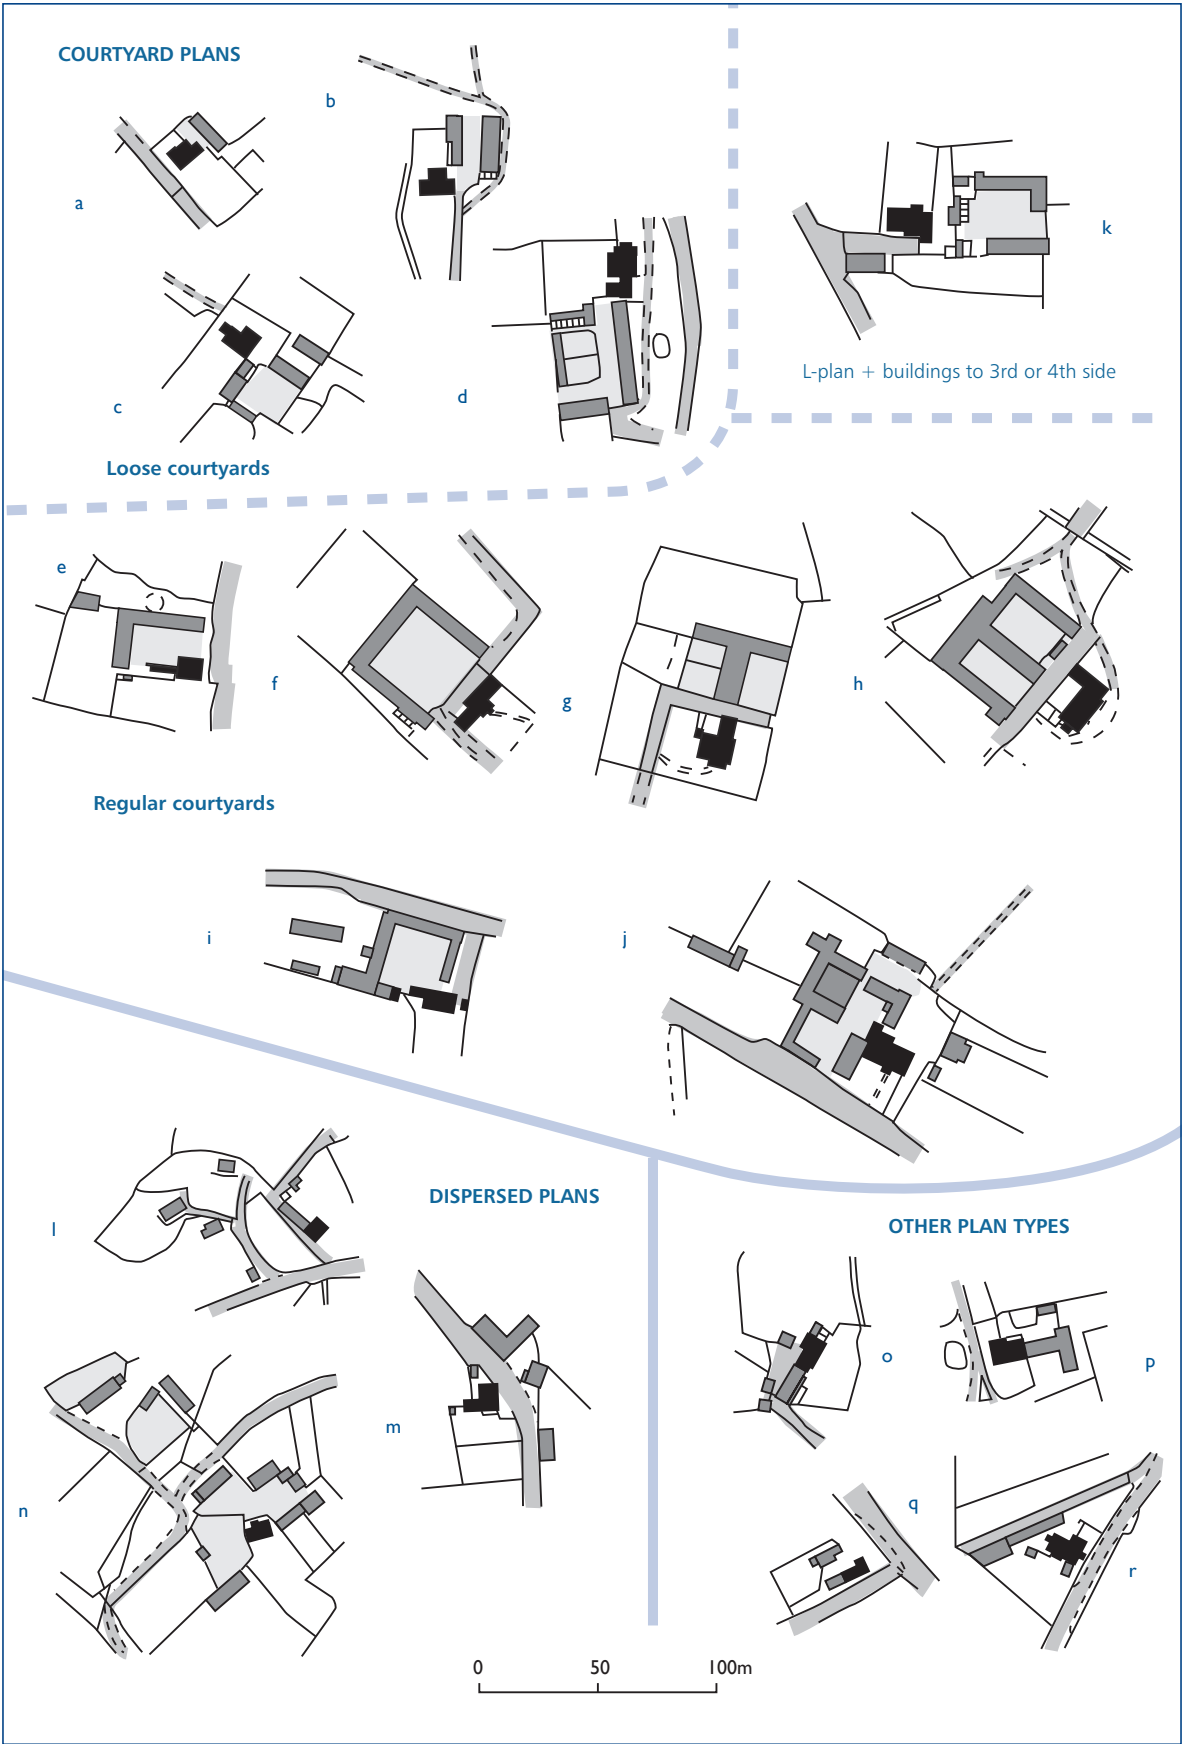 COURTYARD PLANS
a
b
c
d
Loose courtyards
k
L-plan + buildings to 3rd or 4th side
e
f
g
h
Regular courtyards
i
j
l
DISPERSED PLANS
m
n
OTHER PLAN TYPES
o
p
q
r
0 50 100m